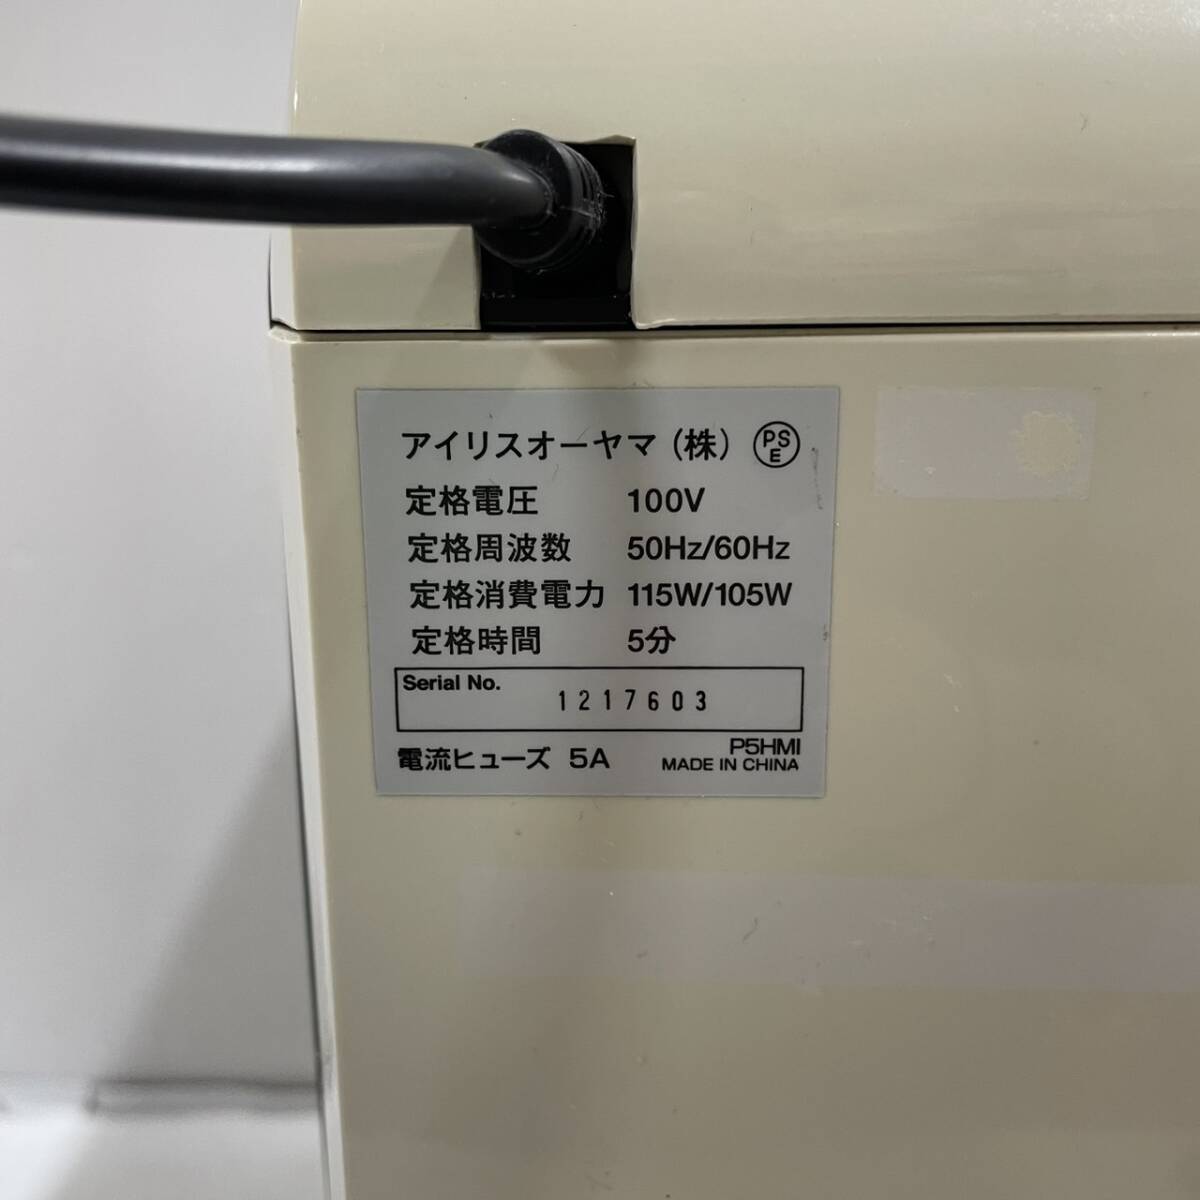 アイリスオーヤマ(株) PSE
定格電圧 100V
定格周波数 50Hz/60Hz
定格消費電力 115W/105W
定格時間 5分
Serial No. 1217603
電流ヒューズ 5A
P5HMI
MADE IN CHINA